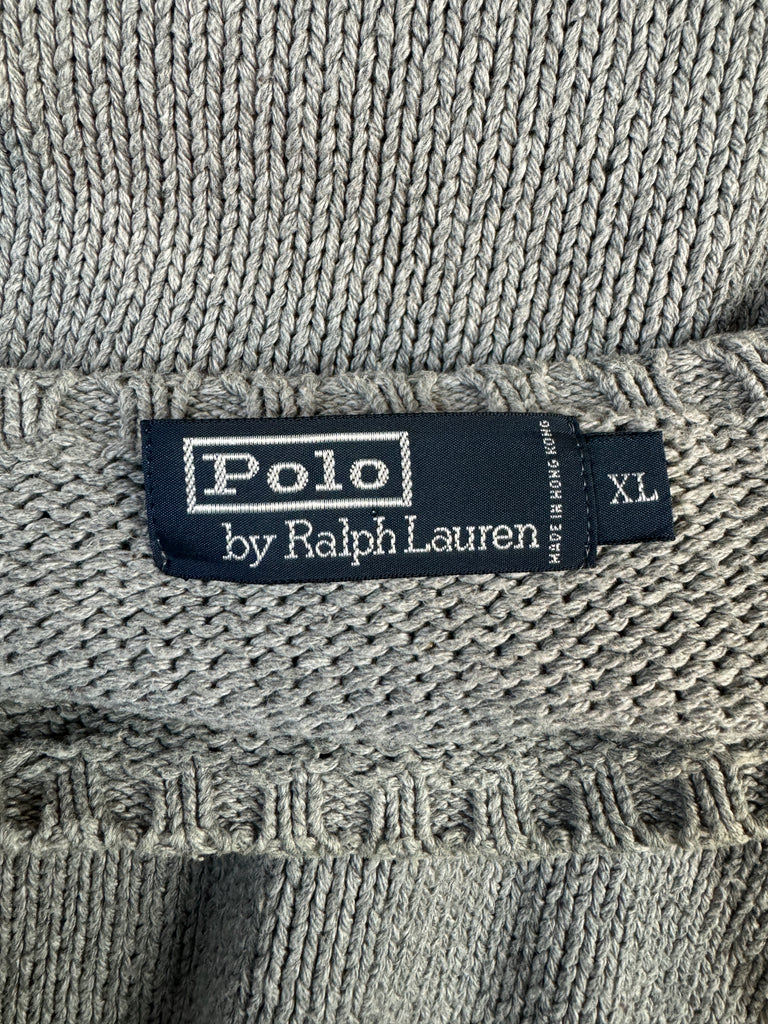 Polo
by Ralph Lauren
MADE IN HONG KONG
XL